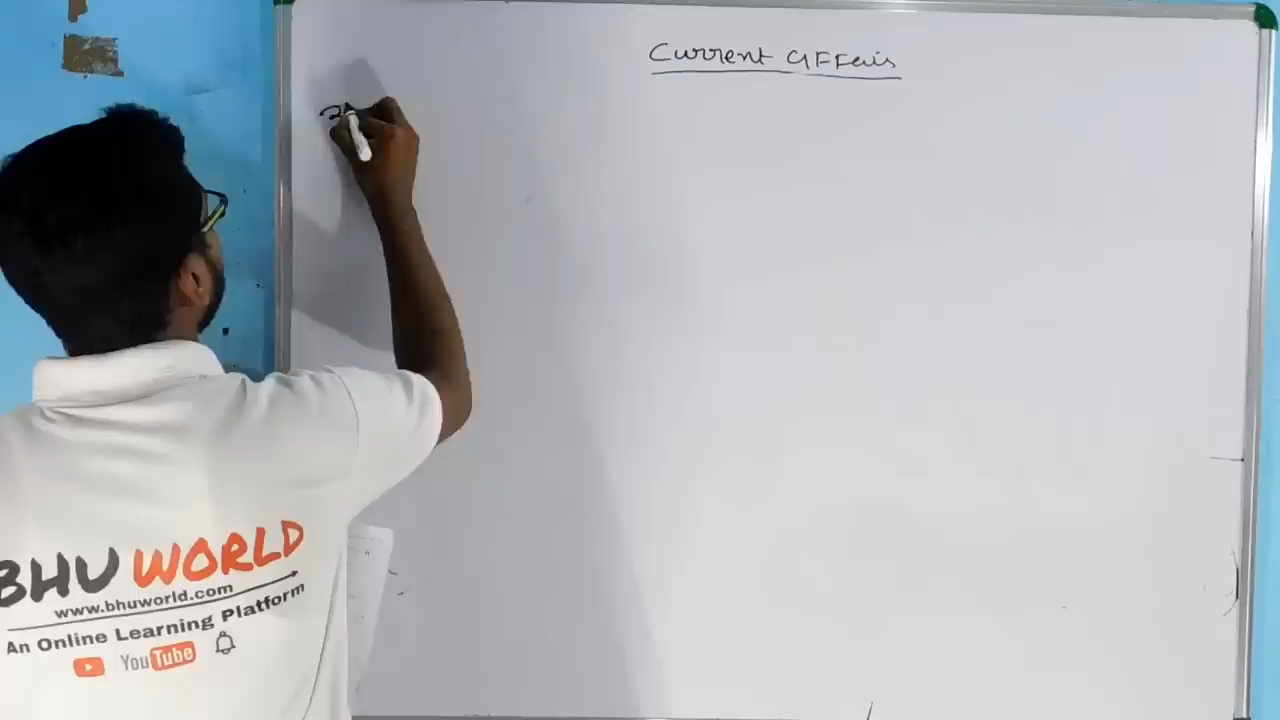 Current Affairs
BHU WORLD
www.bhuworld.com
An Online Learning Platform
YouTube